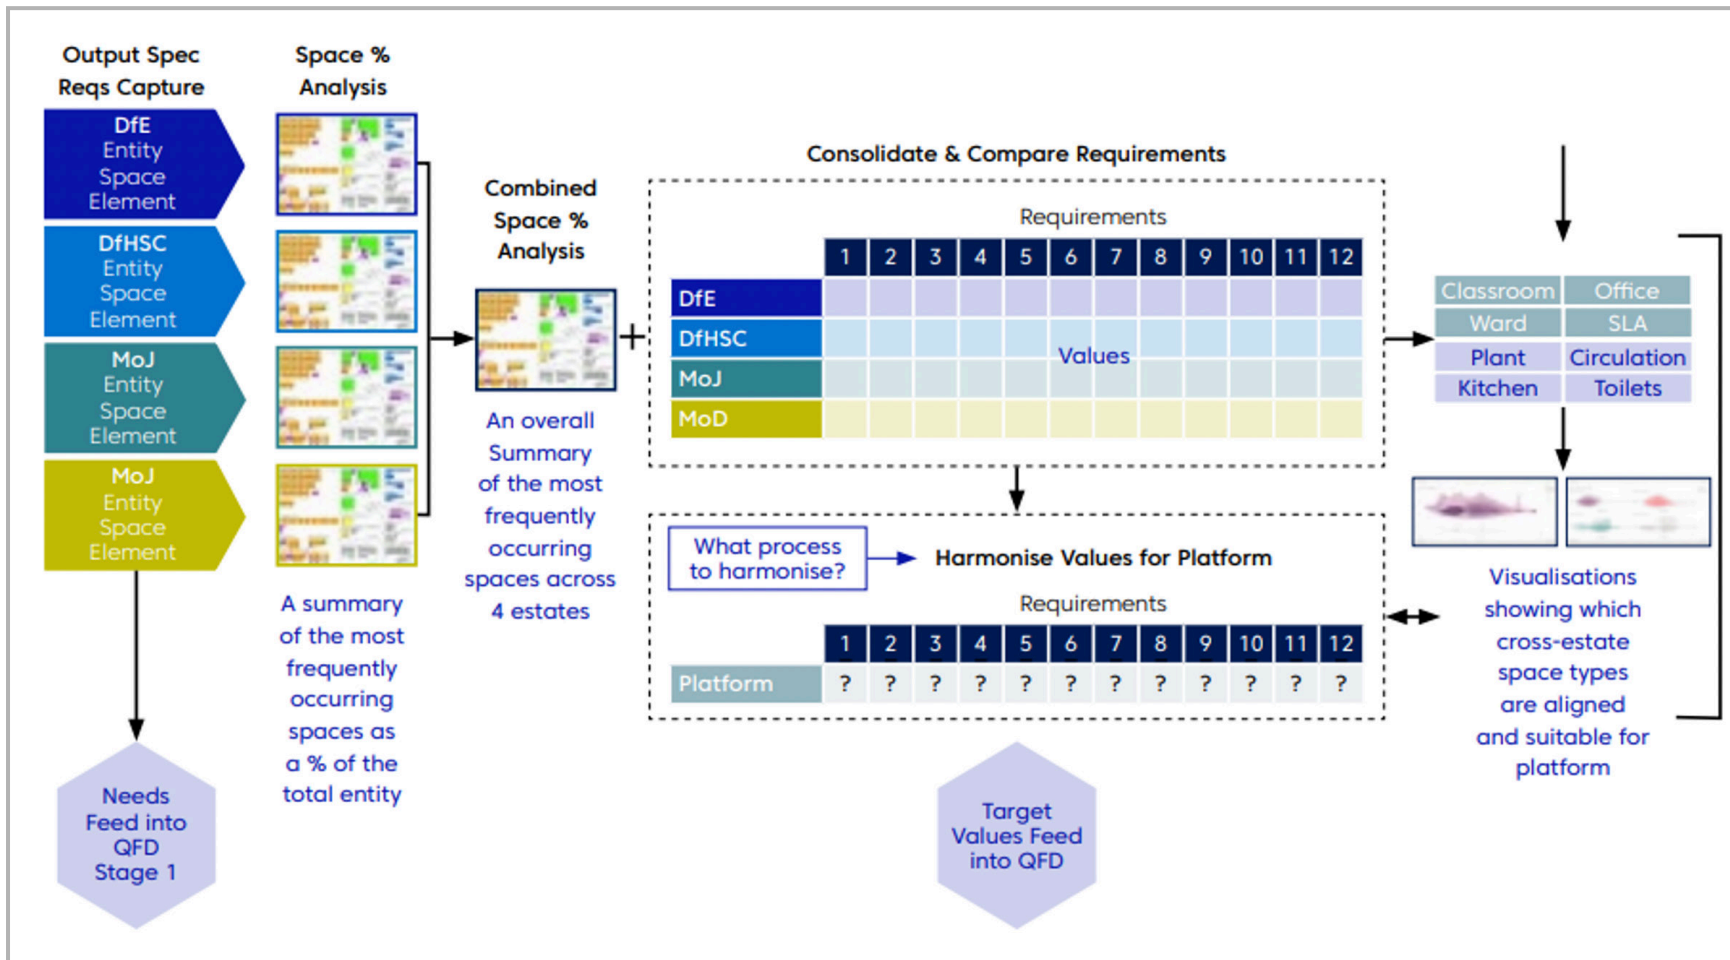 Output Spec
Reqs Capture
DfE
Entity
Space
Element
DfHSC
Entity
Space
Element
MoJ
Entity
Space
Element
MoJ
Entity
Space
Element
Needs
Feed into
QFD
Stage 1
Space %
Analysis
A summary
of the most
frequently
occurring
spaces as
a % of the
total entity
Combined
Space %
Analysis
+
An overall
Summary
of the most
frequently
occurring
spaces across
4 estates
Consolidate & Compare Requirements
Requirements
1 2 3 4 5 6 7 8 9 10 11 12
DfE
DfHSC
Values
MoJ
MoD
What process
to harmonise?
Harmonise Values for Platform
Requirements
1 2 3 4 5 6 7 8 9 10 11 12
Platform ? ? ? ? ? ? ? ? ? ? ? ?
Target
Values Feed
into QFD
Classroom Office
Ward SLA
Plant Circulation
Kitchen Toilets
Visualisations
showing which
cross-estate
space types
are aligned
and suitable for
platform